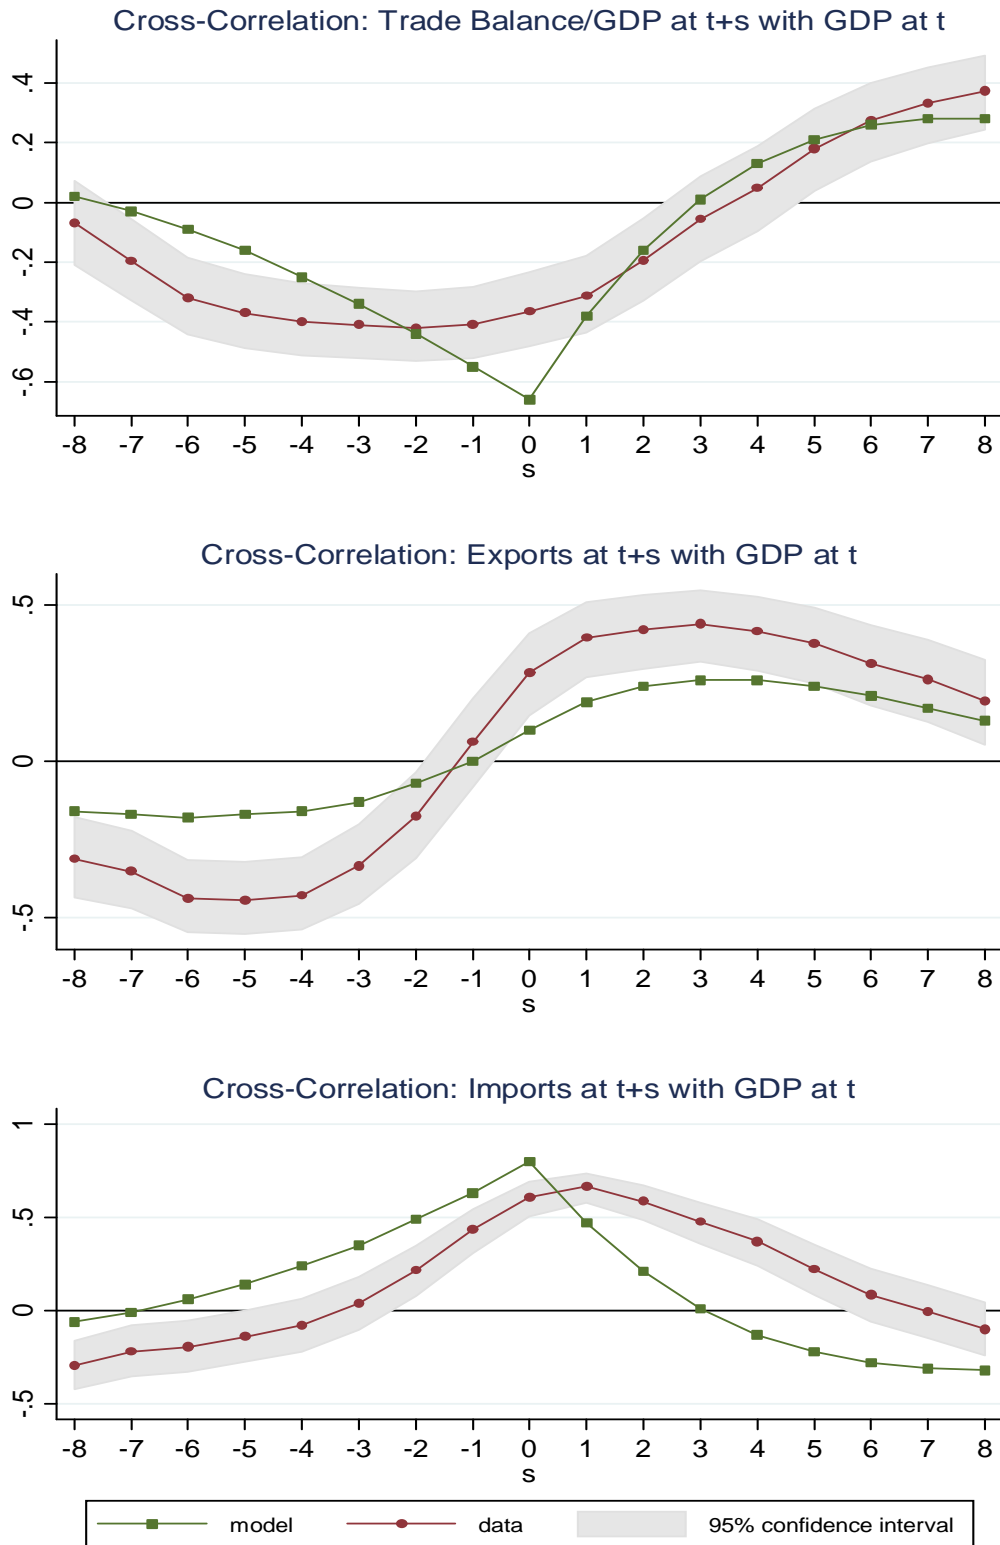 Cross-Correlation: Trade Balance/GDP at t+s with GDP at t
.4
.2
0
-.2
-.4
-.6
-8 -7 -6 -5 -4 -3 -2 -1 0 1 2 3 4 5 6 7 8
s
Cross-Correlation: Exports at t+s with GDP at t
.5
0
-.5
-8 -7 -6 -5 -4 -3 -2 -1 0 1 2 3 4 5 6 7 8
s
Cross-Correlation: Imports at t+s with GDP at t
1
.5
0
-.5
-8 -7 -6 -5 -4 -3 -2 -1 0 1 2 3 4 5 6 7 8
s
model data 95% confidence interval